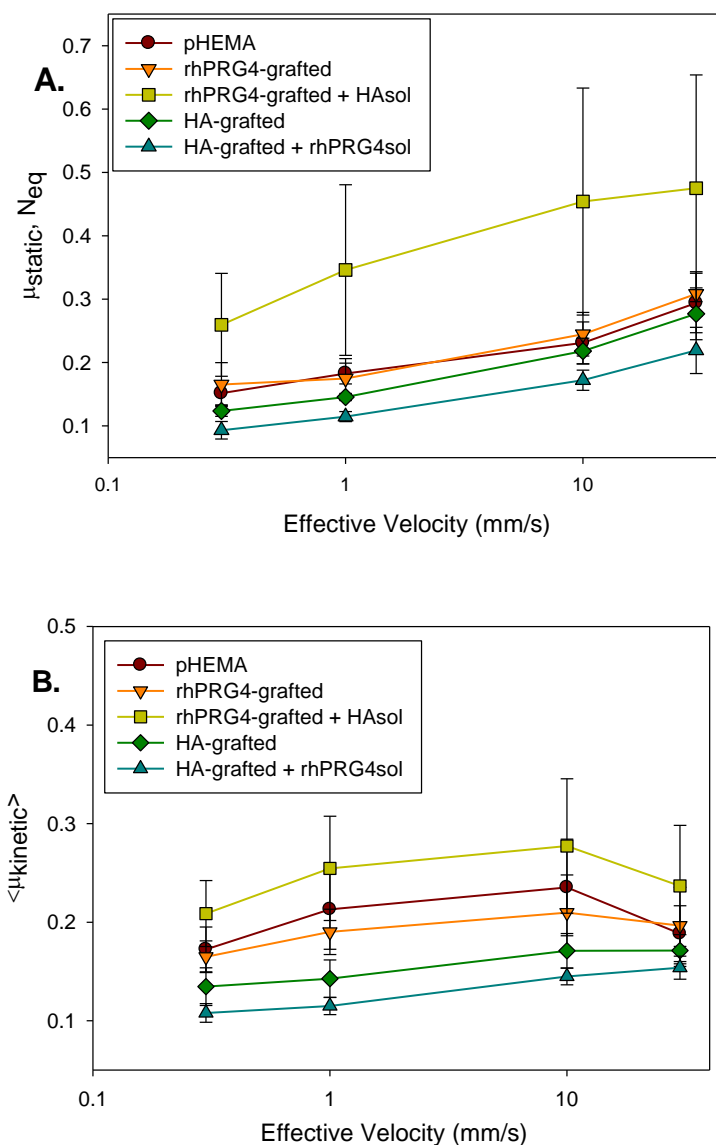 A.
pHEMA
rhPRG4-grafted
rhPRG4-grafted + HAsol
HA-grafted
HA-grafted + rhPRG4sol
μstatic, Neq
0.7
0.6
0.5
0.4
0.3
0.2
0.1
0.1 1 10
Effective Velocity (mm/s)
B.
pHEMA
rhPRG4-grafted
rhPRG4-grafted + HAsol
HA-grafted
HA-grafted + rhPRG4sol
<μkinetic>
0.5
0.4
0.3
0.2
0.1
0.1 1 10
Effective Velocity (mm/s)